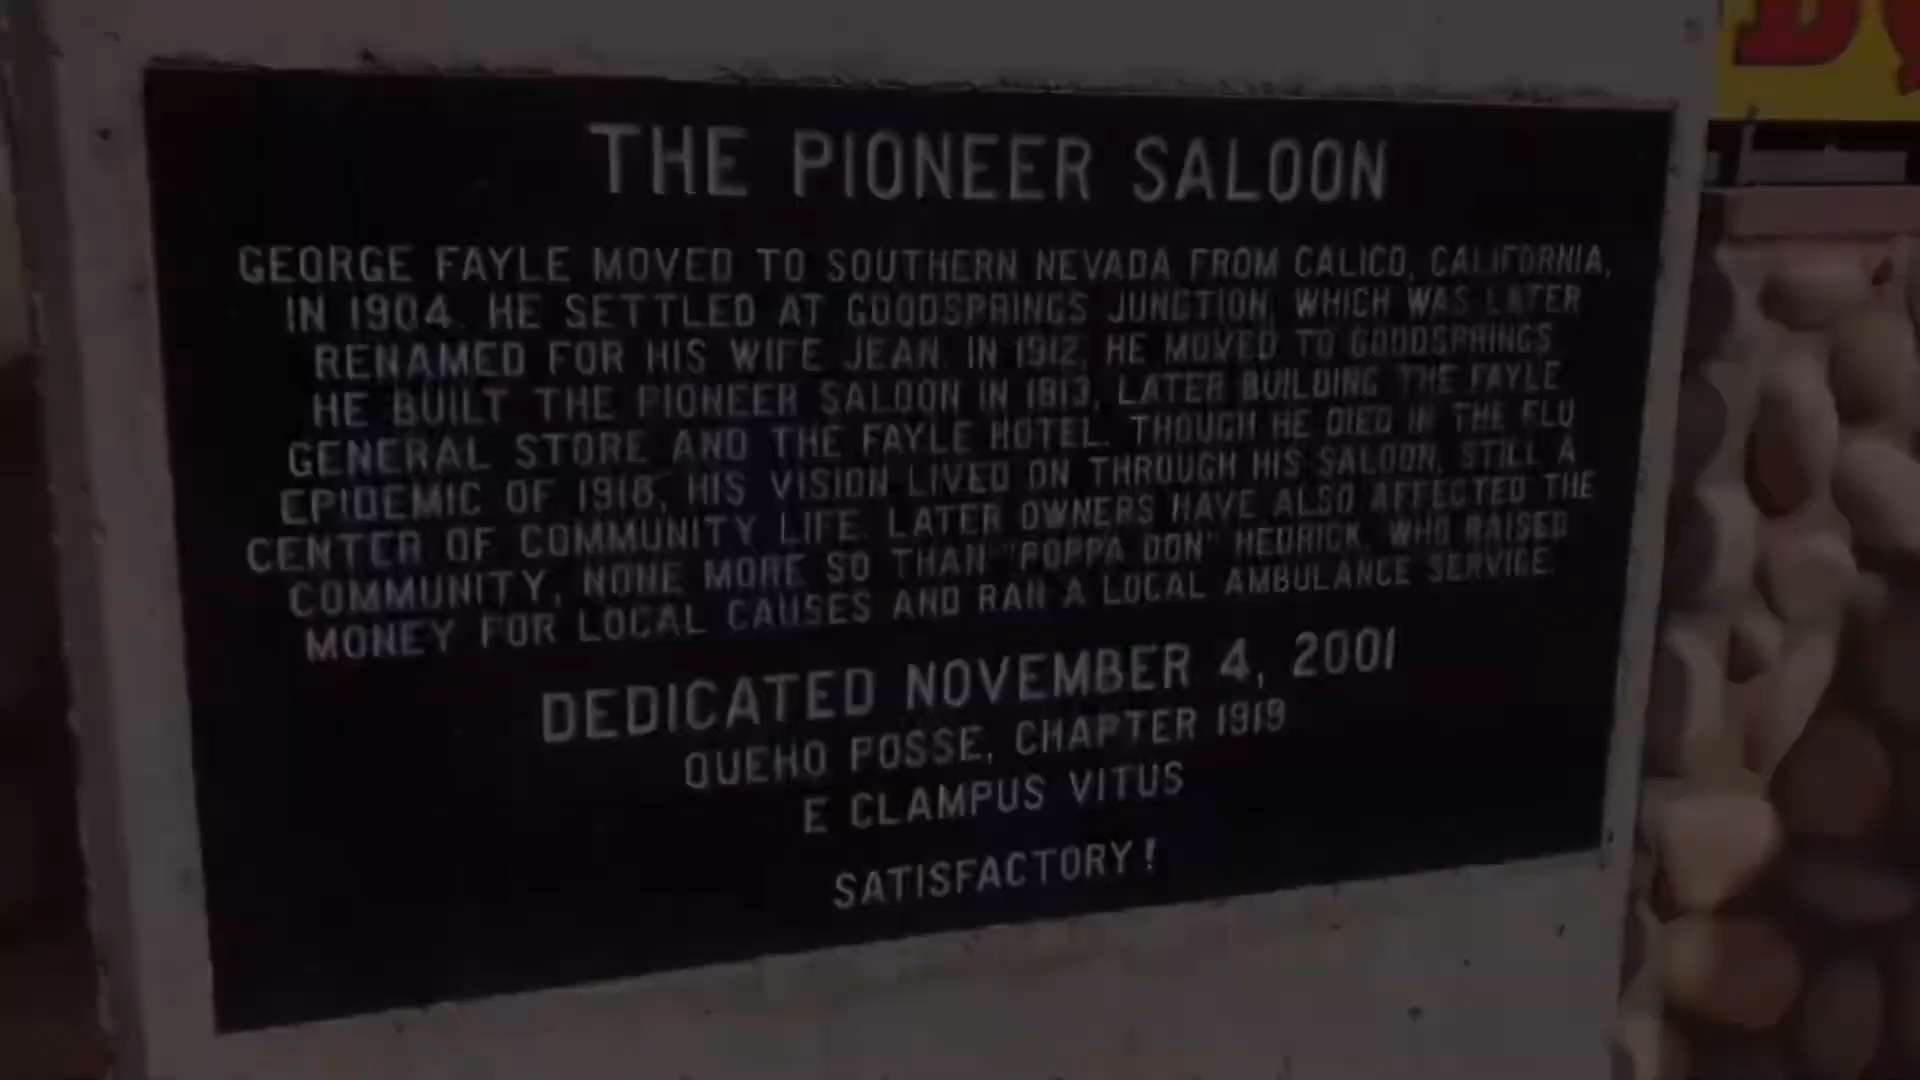 THE PIONEER SALOON
GEORGE FAYLE MOVED TO SOUTHERN NEVADA FROM CALICO, CALIFORNIA,
IN 1904. HE SETTLED AT GOODSPRINGS JUNCTION, WHICH WAS LATER
RENAMED FOR HIS WIFE JEAN. IN 1912, HE MOVED TO GOODSPRINGS.
HE BUILT THE PIONEER SALOON IN 1913, LATER BUILDING THE FAYLE
GENERAL STORE AND THE FAYLE HOTEL. THOUGH HE DIED IN THE FLU
EPIDEMIC OF 1918, HIS VISION LIVED ON THROUGH HIS SALOON, STILL A
CENTER OF COMMUNITY LIFE. LATER OWNERS HAVE ALSO AFFECTED THE
COMMUNITY, NONE MORE SO THAN "POPPA DON" HEDRICK, WHO RAISED
MONEY FOR LOCAL CAUSES AND RAN A LOCAL AMBULANCE SERVICE.
DEDICATED NOVEMBER 4, 2001
QUEHO POSSE, CHAPTER 1919
E CLAMPUS VITUS
SATISFACTORY!